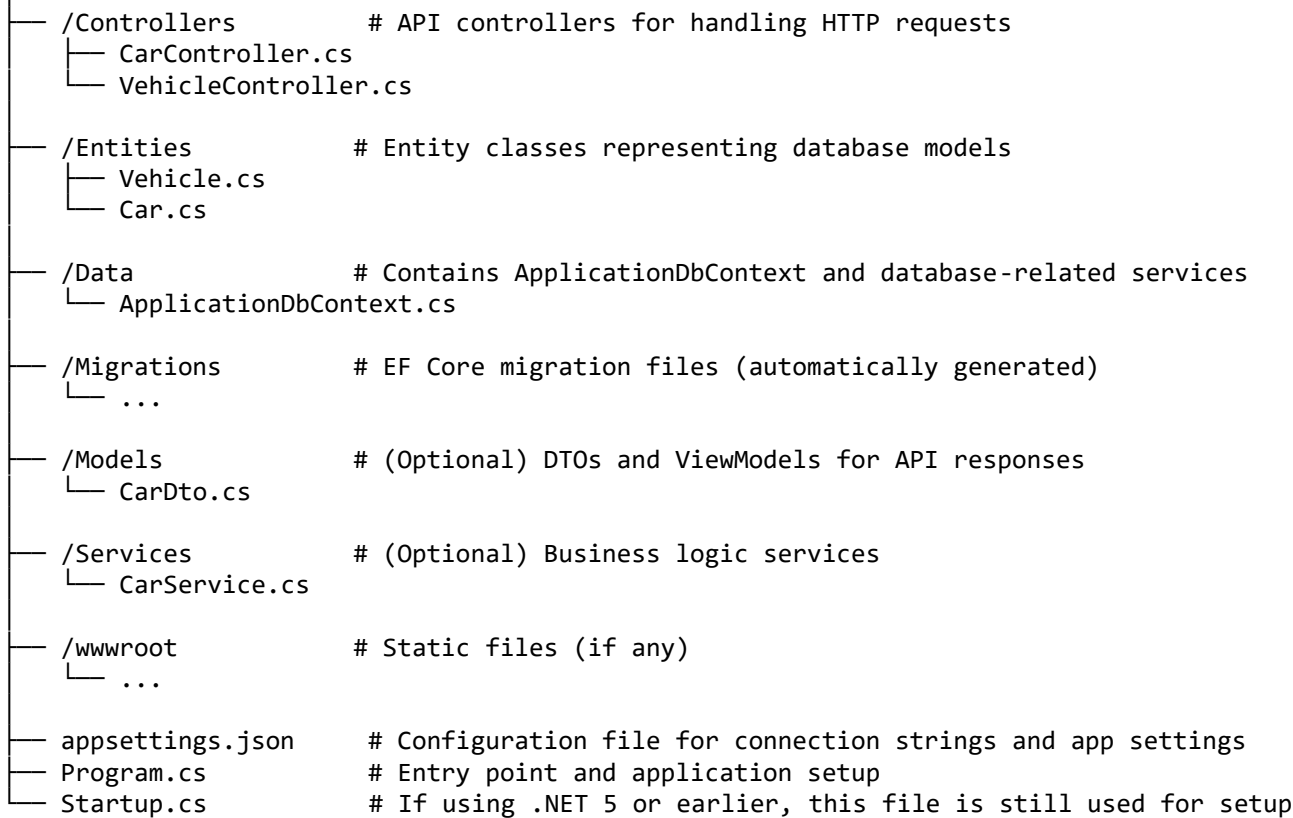 ├── /Controllers          # API controllers for handling HTTP requests
│   ├── CarController.cs
│   └── VehicleController.cs
│
├── /Entities           # Entity classes representing database models
│   ├── Vehicle.cs
│   └── Car.cs
│
├── /Data               # Contains ApplicationDbContext and database-related services
│   └── ApplicationDbContext.cs
│
├── /Migrations         # EF Core migration files (automatically generated)
│   └── ...
│
├── /Models             # (Optional) DTOs and ViewModels for API responses
│   └── CarDto.cs
│
├── /Services           # (Optional) Business logic services
│   └── CarService.cs
│
├── /wwwroot            # Static files (if any)
│   └── ...
│
├── appsettings.json     # Configuration file for connection strings and app settings
├── Program.cs           # Entry point and application setup
└── Startup.cs           # If using .NET 5 or earlier, this file is still used for setup